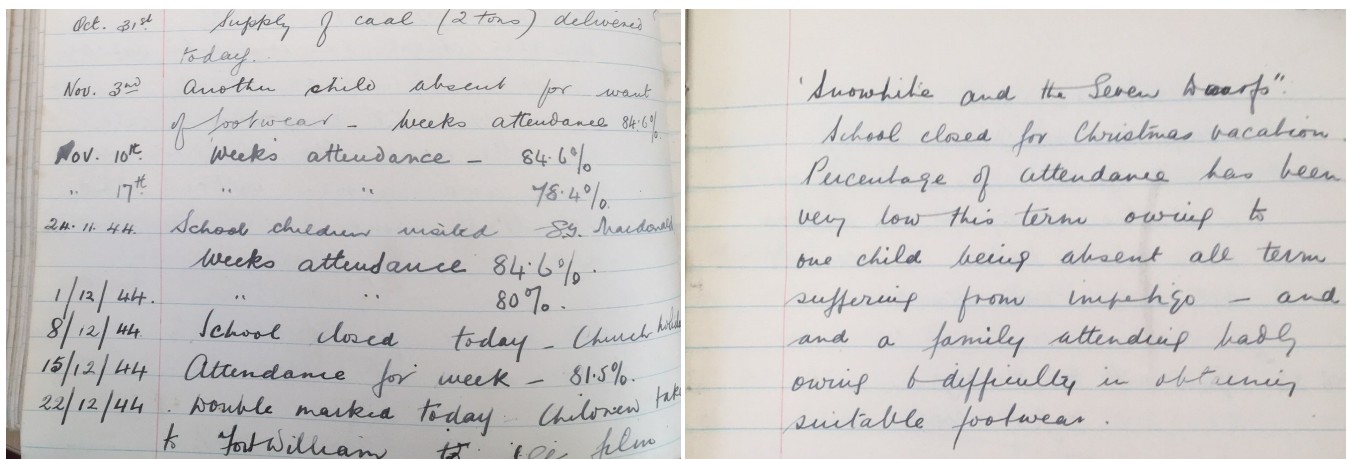 Oct. 31st Supply of coal (2 tons) delivered
today.
Nov. 3rd Another child absent for want
of footwear – Weeks attendance 84.6%.
Nov. 10th Weeks attendance – 84.6%
" 17th " " 78.4%.
24.11.44 School children visited Macdonald
Weeks attendance 84.6%.
1/12/44. " " 80%.
8/12/44 School closed today – Church
15/12/44 Attendance for week – 81.5%.
22/12/44. Double marked today. Children
to Fort William to see film
'Snowhite and the Seven Dwarfs".
School closed for Christmas vacation.
Percentage of attendance has been
very low this term owing to
one child being absent all term
suffering from impetigo – and
and a family attending badly
owing to difficulty in obtaining
suitable footwear.